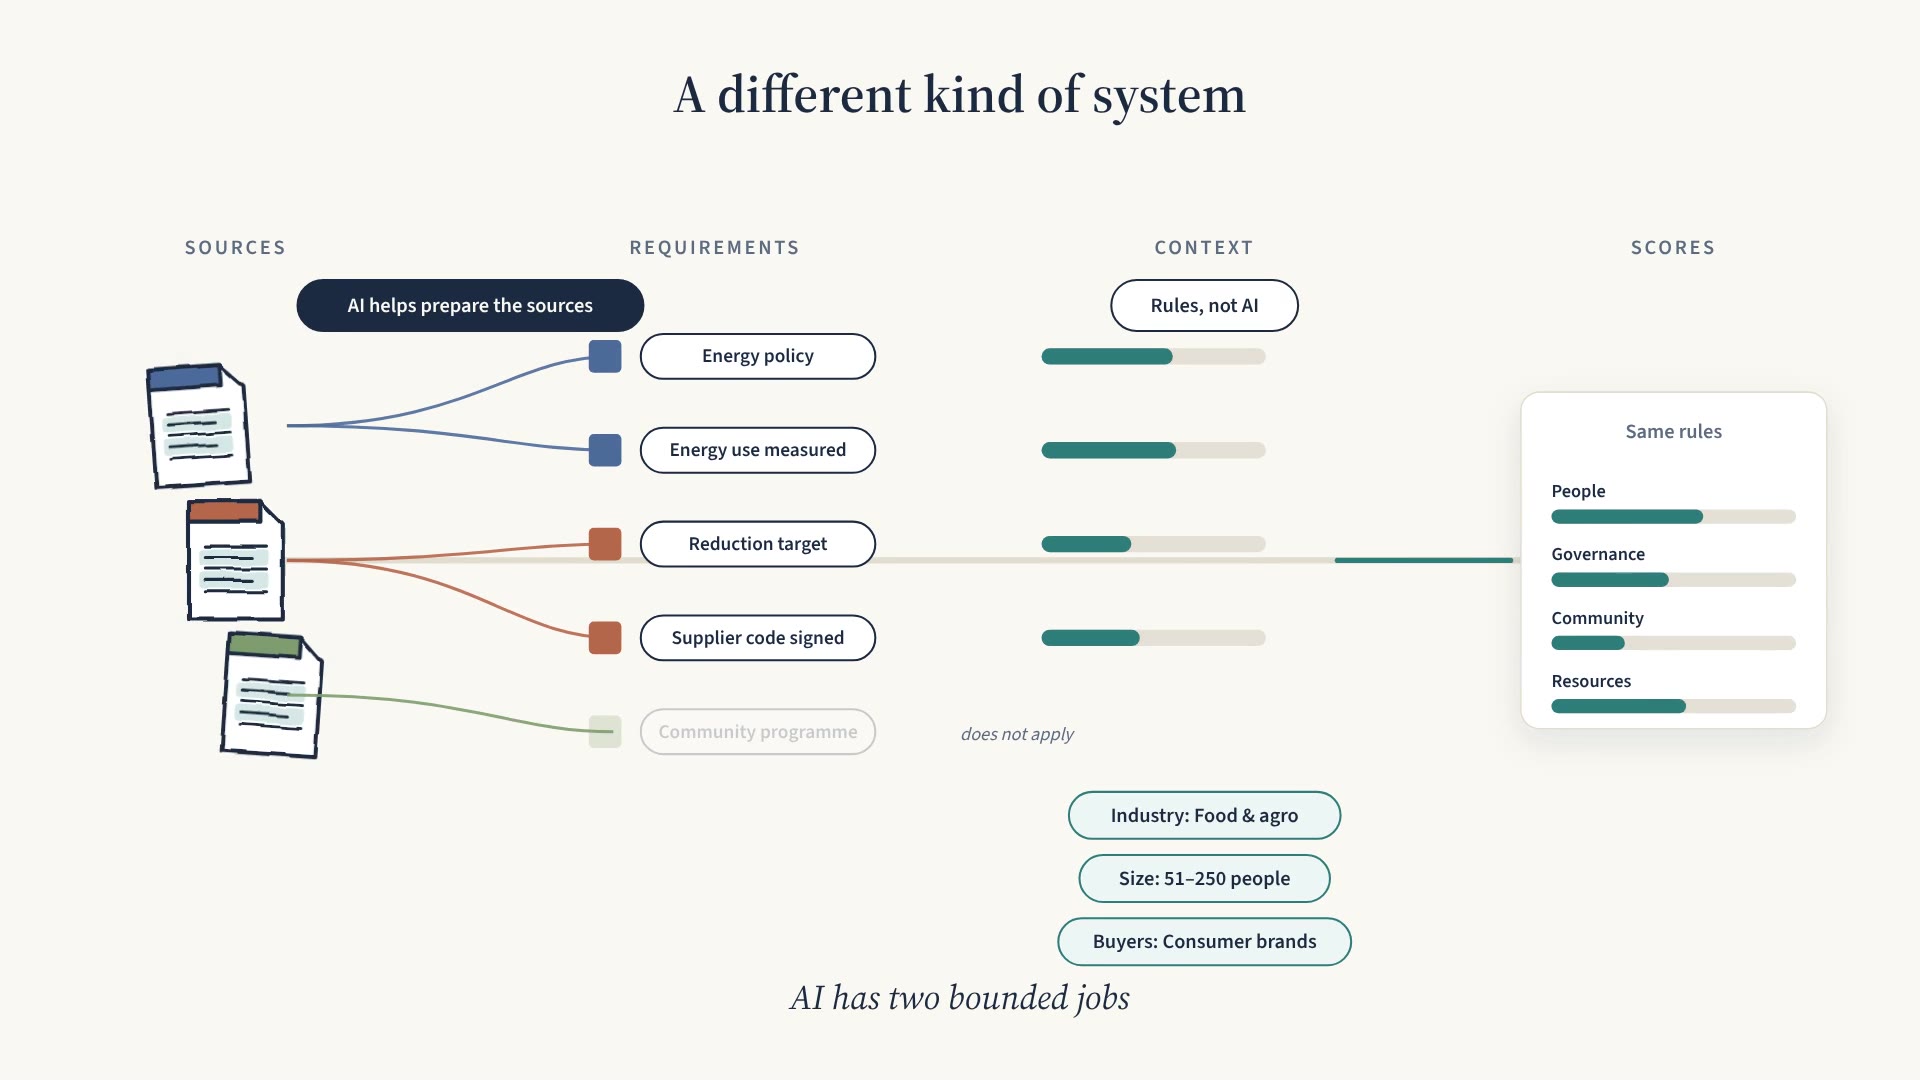 A different kind of system
SOURCES
REQUIREMENTS
CONTEXT
SCORES
AI helps prepare the sources
Rules, not AI
Energy policy
Energy use measured
Reduction target
Supplier code signed
Community programme
does not apply
Same rules
People
Governance
Community
Resources
Industry: Food & agro
Size: 51–250 people
Buyers: Consumer brands
AI has two bounded jobs